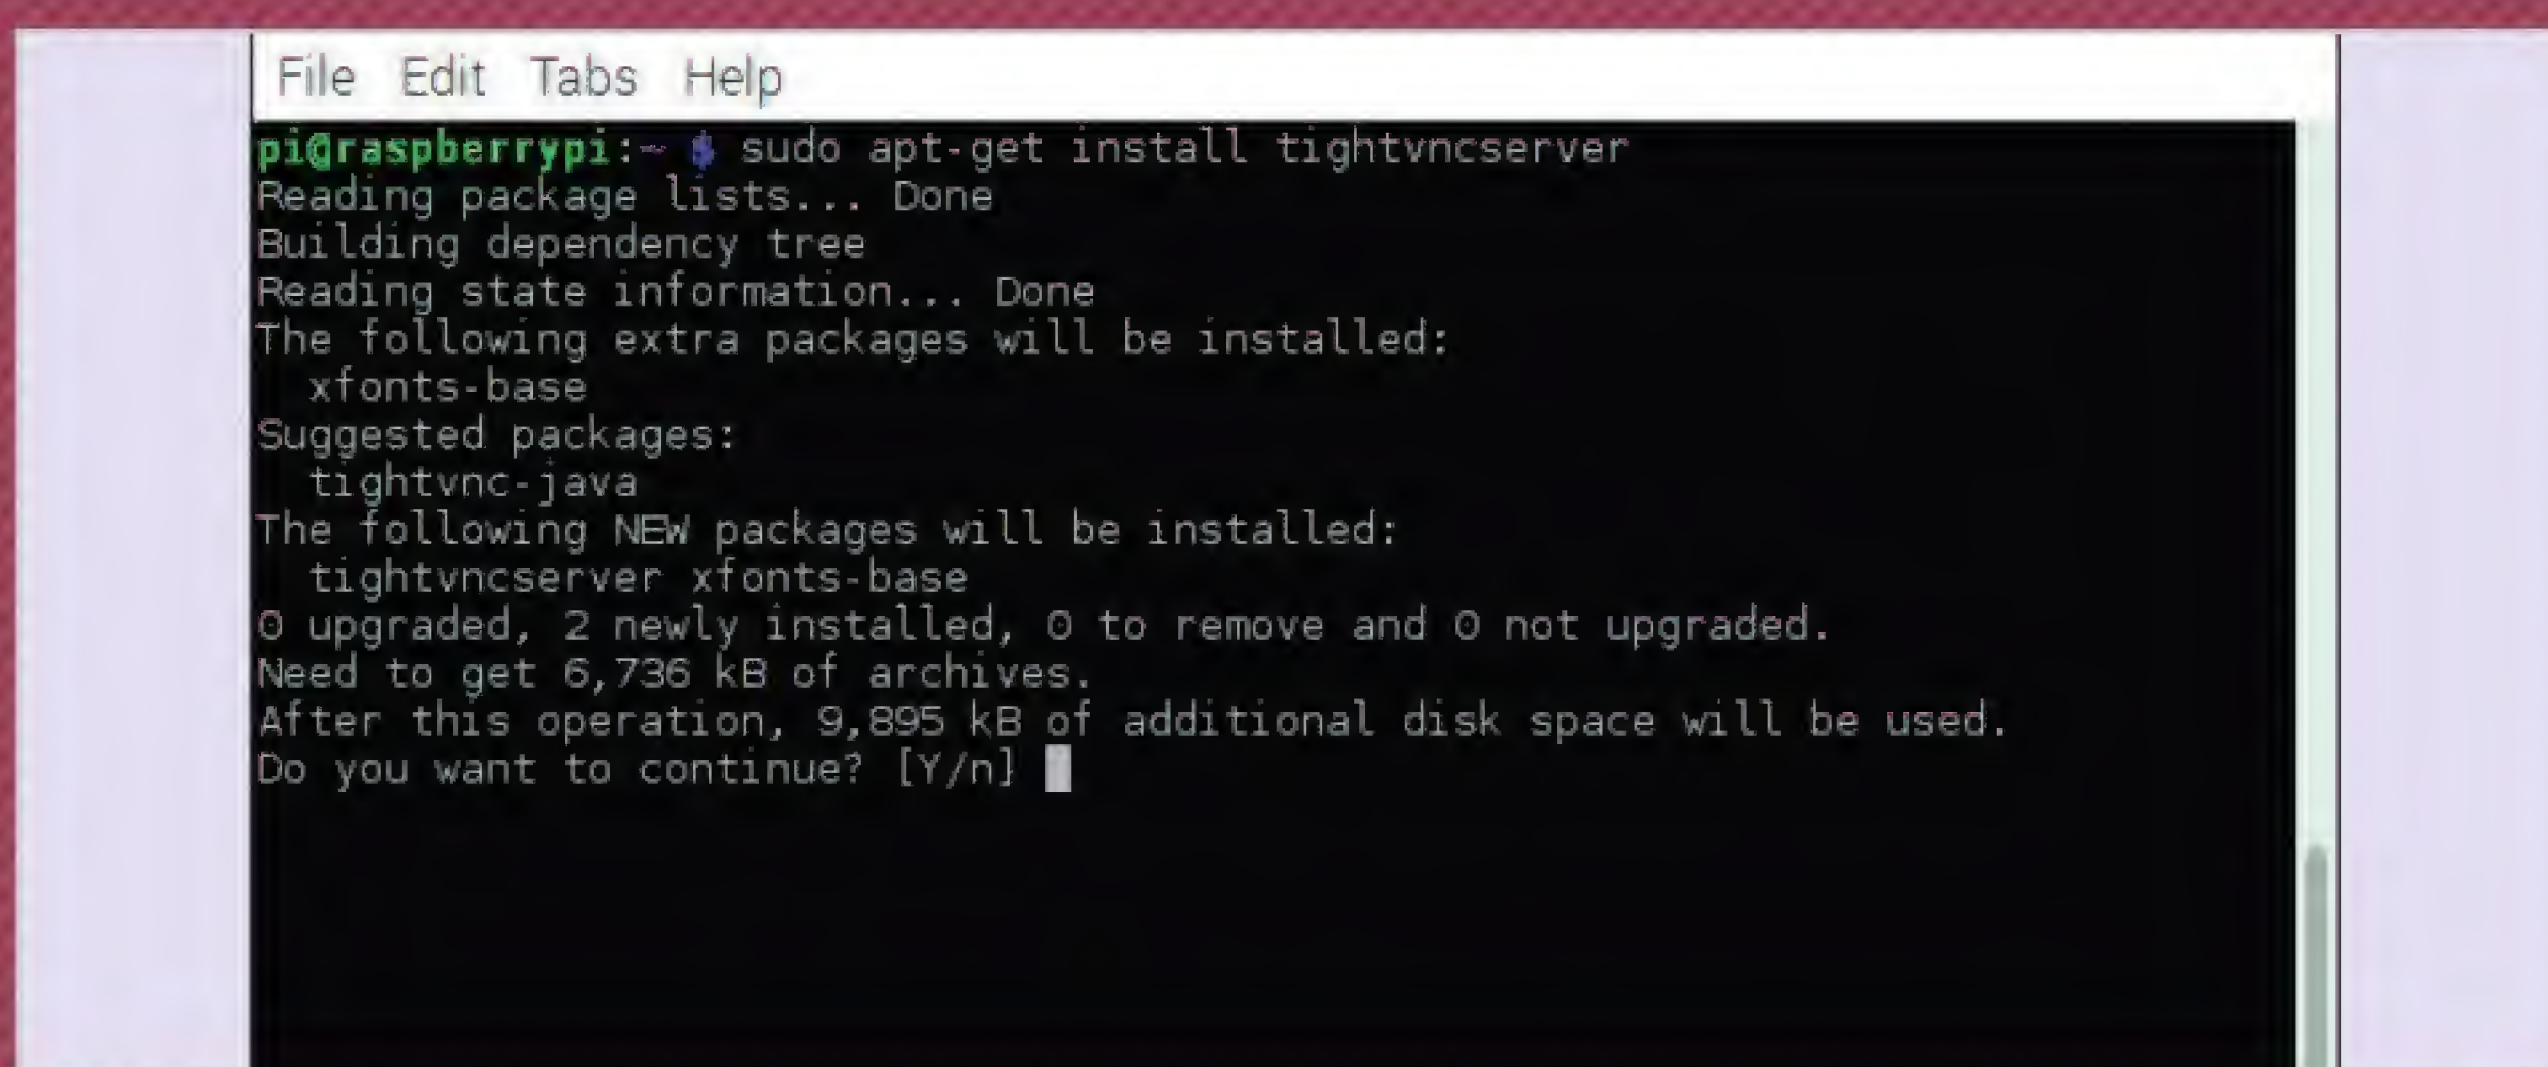 File Edit Tabs Help
pi@raspberrypi:~ $ sudo apt-get install tightvncserver
Reading package lists... Done
Building dependency tree
Reading state information... Done
The following extra packages will be installed:
  xfonts-base
Suggested packages:
  tightvnc-java
The following NEW packages will be installed:
  tightvncserver xfonts-base
0 upgraded, 2 newly installed, 0 to remove and 0 not upgraded.
Need to get 6,736 kB of archives.
After this operation, 9,895 kB of additional disk space will be used.
Do you want to continue? [Y/n]